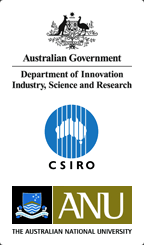 Australian Government
Department of Innovation
Industry, Science and Research
CSIRO
ANU
THE AUSTRALIAN NATIONAL UNIVERSITY